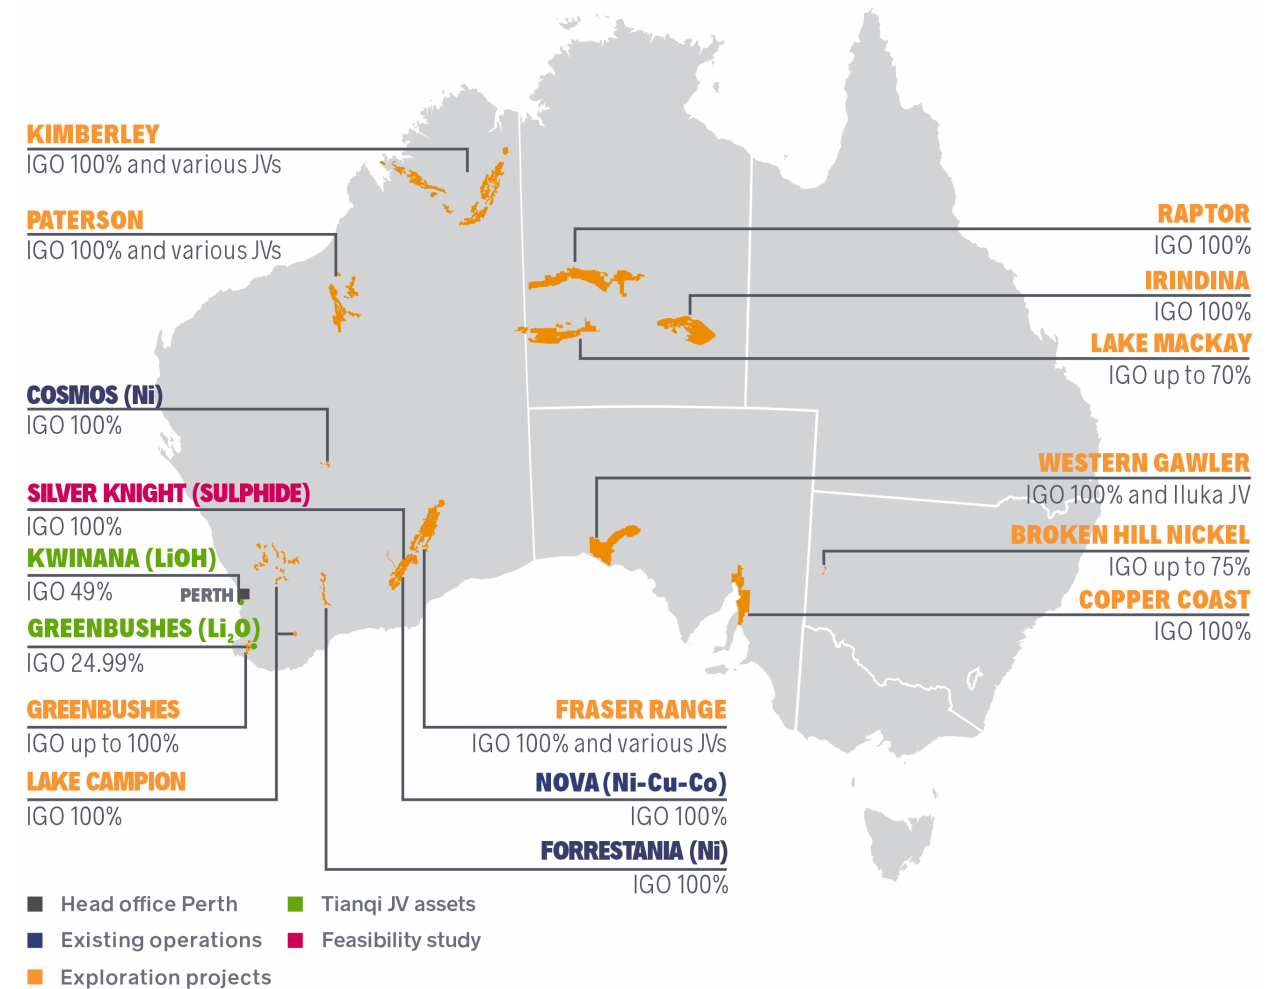 KIMBERLEY
IGO 100% and various JVs
PATERSON
IGO 100% and various JVs
COSMOS (Ni)
IGO 100%
SILVER KNIGHT (SULPHIDE)
IGO 100%
KWINANA (LiOH)
IGO 49%
PERTH
GREENBUSHES (Li₂O)
IGO 24.99%
GREENBUSHES
IGO up to 100%
LAKE CAMPION
IGO 100%
RAPTOR
IGO 100%
IRINDINA
IGO 100%
LAKE MACKAY
IGO up to 70%
WESTERN GAWLER
IGO 100% and Iluka JV
BROKEN HILL NICKEL
IGO up to 75%
COPPER COAST
IGO 100%
FRASER RANGE
IGO 100% and various JVs
NOVA (Ni-Cu-Co)
IGO 100%
FORRESTANIA (Ni)
IGO 100%
Head office Perth
Existing operations
Exploration projects
Tianqi JV assets
Feasibility study